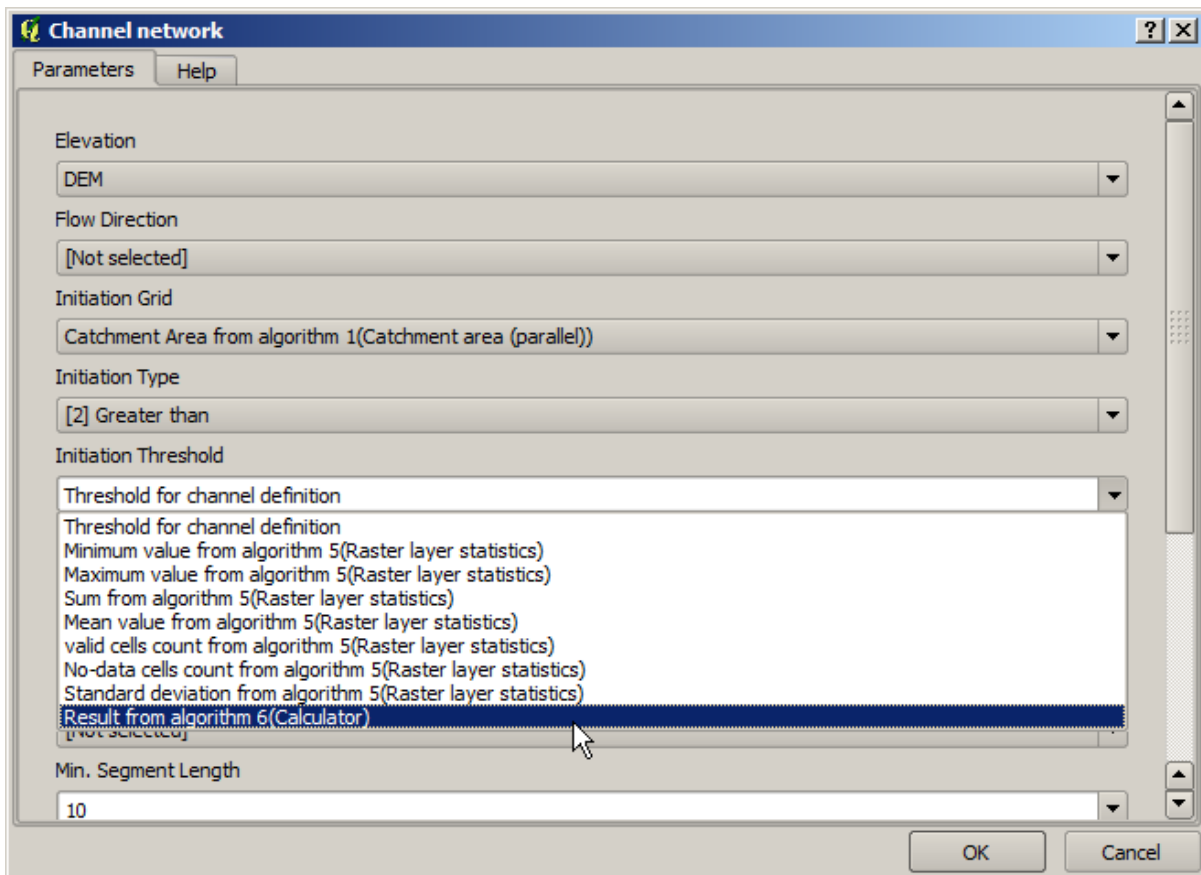 Channel network
Parameters
Help
Elevation
DEM
Flow Direction
[Not selected]
Initiation Grid
Catchment Area from algorithm 1(Catchment area (parallel))
Initiation Type
[2] Greater than
Initiation Threshold
Threshold for channel definition
Threshold for channel definition
Minimum value from algorithm 5(Raster layer statistics)
Maximum value from algorithm 5(Raster layer statistics)
Sum from algorithm 5(Raster layer statistics)
Mean value from algorithm 5(Raster layer statistics)
valid cells count from algorithm 5(Raster layer statistics)
No-data cells count from algorithm 5(Raster layer statistics)
Standard deviation from algorithm 5(Raster layer statistics)
Result from algorithm 6(Calculator)
[Not selected]
Min. Segment Length
10
OK
Cancel